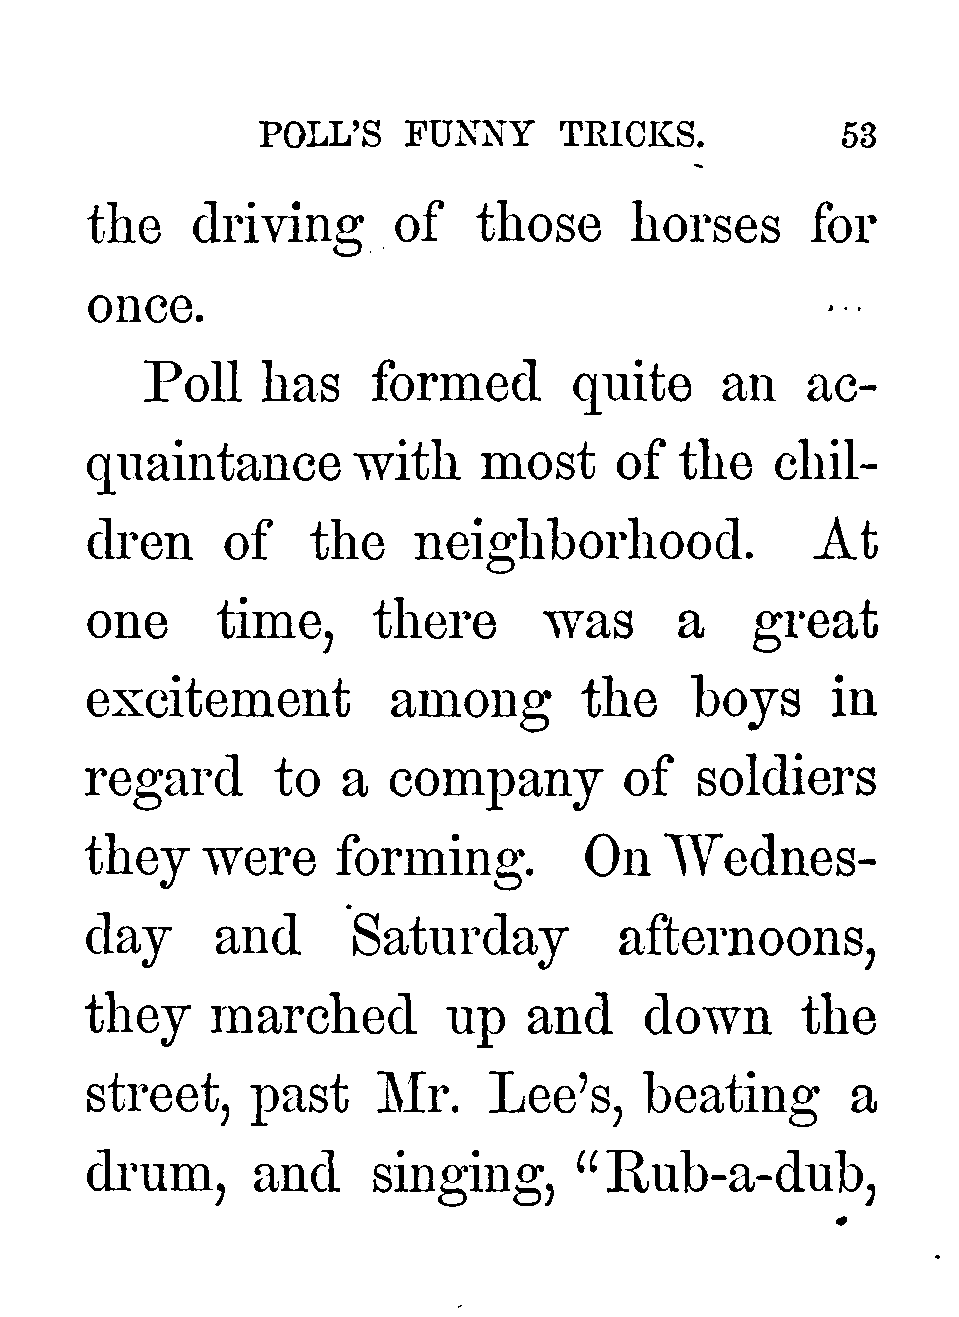 POLL'S FUNNY TRICKS. 53
the driving of those horses for
once.
Poll has formed quite an ac-
quaintance with most of the chil-
dren of the neighborhood. At
one time, there was a great
excitement among the boys in
regard to a company of soldiers
they were forming. On Wednes-
day and Saturday afternoons,
they marched up and down the
street, past Mr. Lee's, beating a
drum, and singing, "Rub-a-dub,